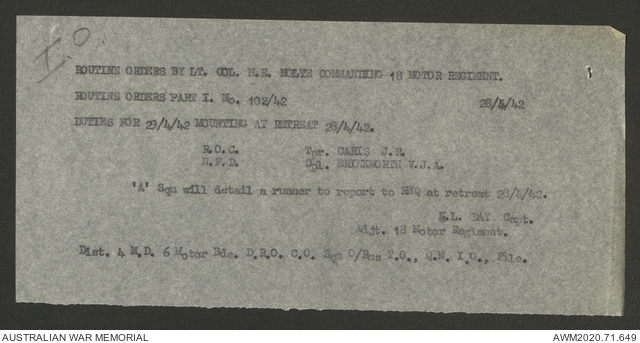 I.O.
ROUTINE ORDERS BY LT. COL. H.E. NOLTE COMMANDING 18 MOTOR REGIMENT.
ROUTINE ORDERS PART I. No. 102/42 28/4/42
DUTIES FOR 29/4/42 MOUNTING AT RETREAT 28/4/42.
R.O.C. Tpr. CARIS J.R.
N.F.D. Cpl. BRINKWORTH V.J.A.
'A' Sqn will detail a runner to report to RHQ at retreat 28/4/42.
K.L. DAY Capt.
Adjt. 18 Motor Regiment.
Dist. 4 M.D. 6 Motor Bde. D.R.O. C.O. Sqn O/Rms T.O., Q.M. I.O., File.
AUSTRALIAN WAR MEMORIAL AWM2020.71.649